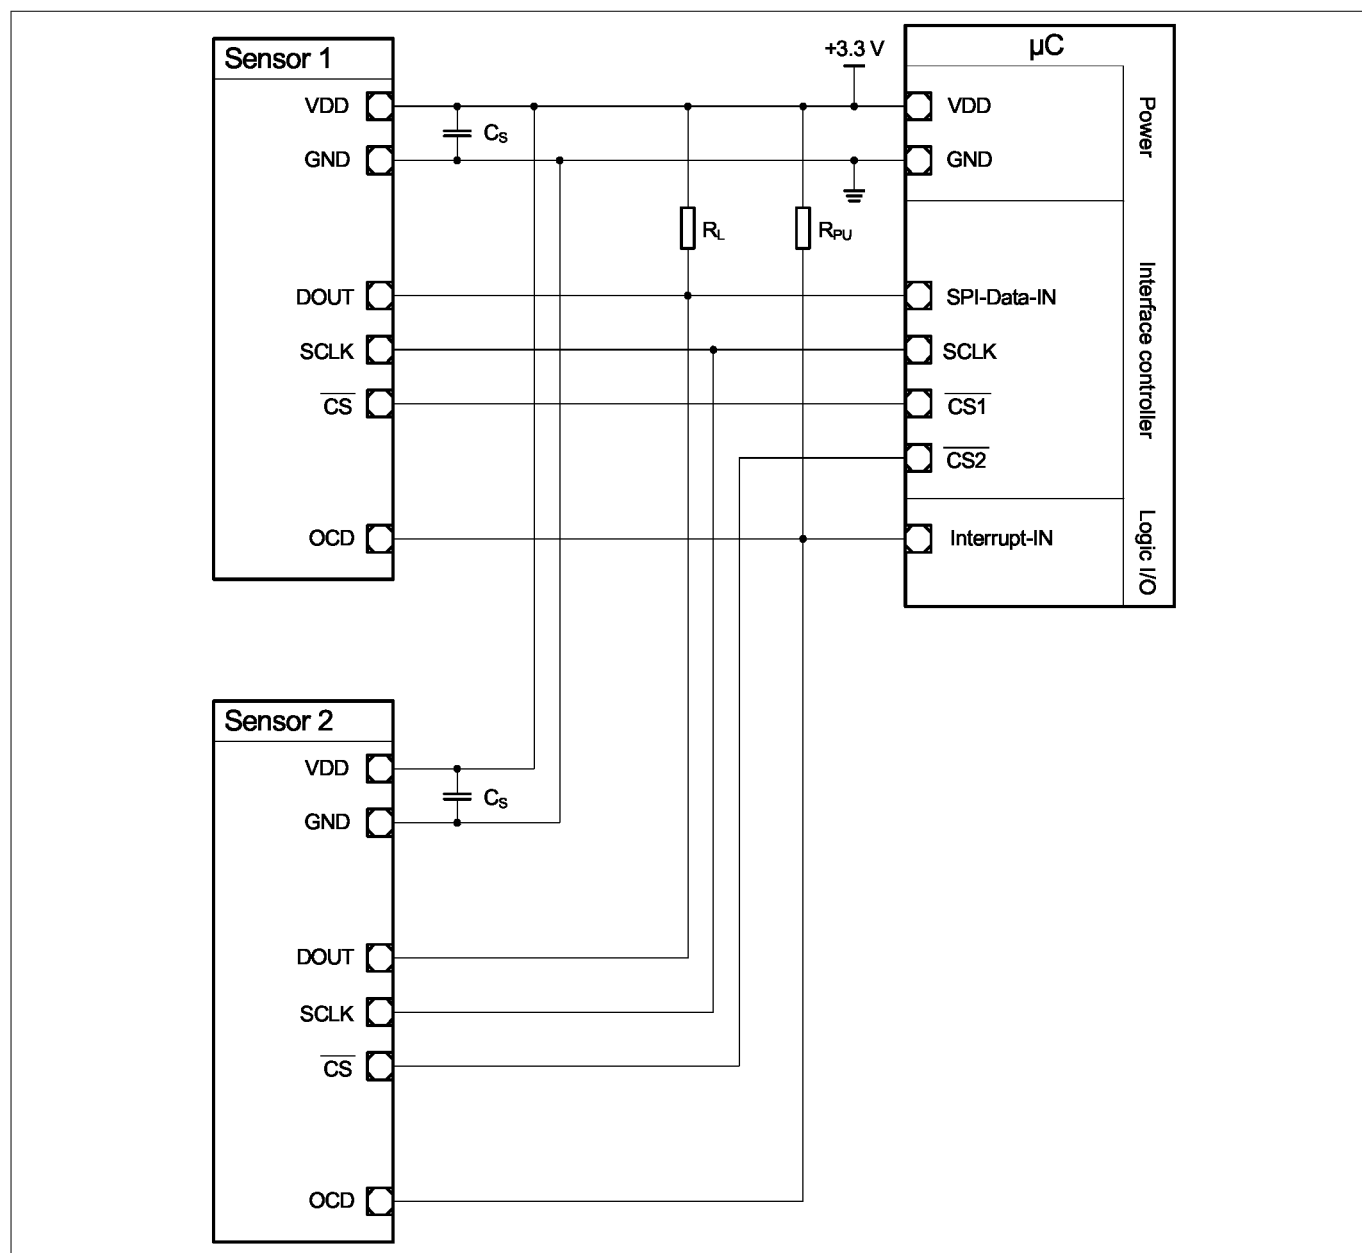 Sensor 1
VDD
GND
DOUT
SCLK
CS
OCD
CS
+3.3 V
RL
RPU
µC
VDD
GND
SPI-Data-IN
SCLK
CS1
CS2
Interrupt-IN
Power
Interface controller
Logic I/O
Sensor 2
VDD
GND
DOUT
SCLK
CS
OCD
CS